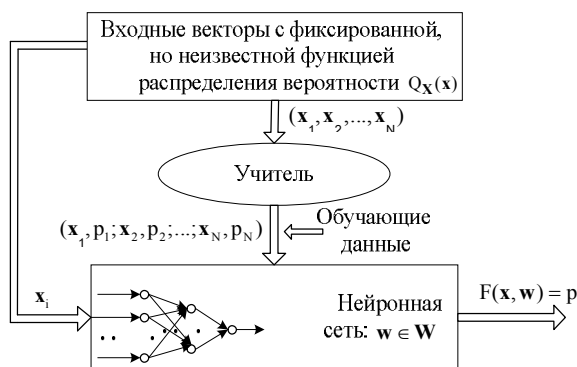 Входные векторы с фиксированной,
но неизвестной функцией
распределения вероятности Q_X(x)
(x_1, x_2,..., x_N)
Учитель
(x_1, p_1; x_2, p_2;...; x_N, p_N)
Обучающие
данные
x_i
Нейронная
сеть: w ∈ W
F(x, w) = p